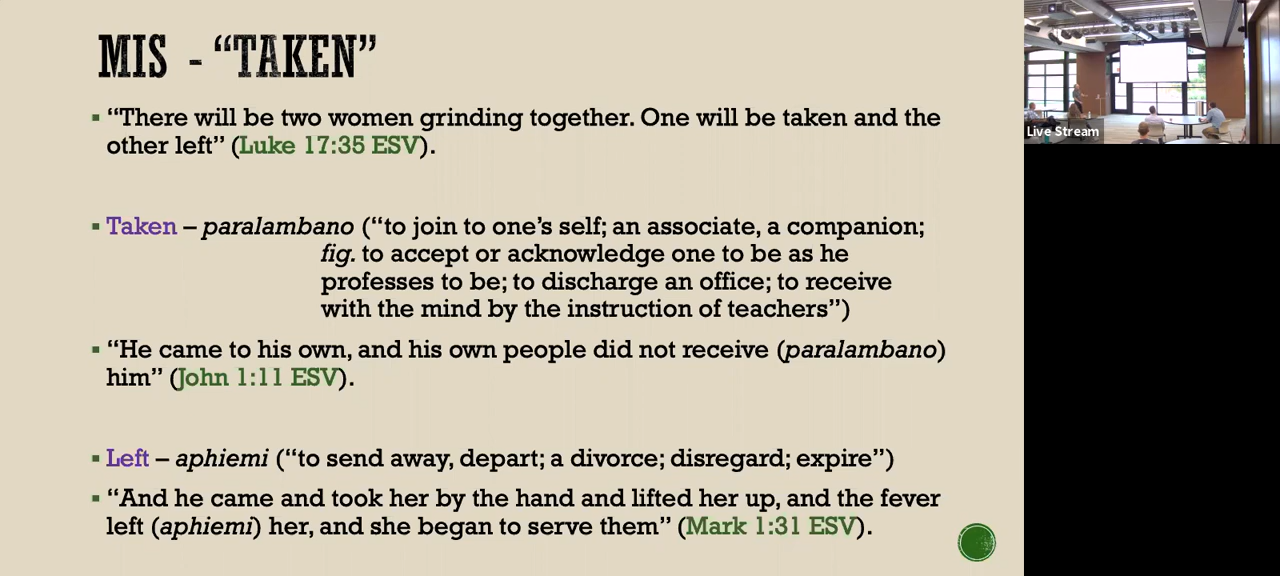 MIS - “TAKEN”
“There will be two women grinding together. One will be taken and the
other left” (Luke 17:35 ESV).
Taken – paralambano (“to join to one’s self; an associate, a companion;
fig. to accept or acknowledge one to be as he
professes to be; to discharge an office; to receive
with the mind by the instruction of teachers”)
“He came to his own, and his own people did not receive (paralambano)
him” (John 1:11 ESV).
Left – aphiemi (“to send away, depart; a divorce; disregard; expire”)
“And he came and took her by the hand and lifted her up, and the fever
left (aphiemi) her, and she began to serve them” (Mark 1:31 ESV).
Live Stream